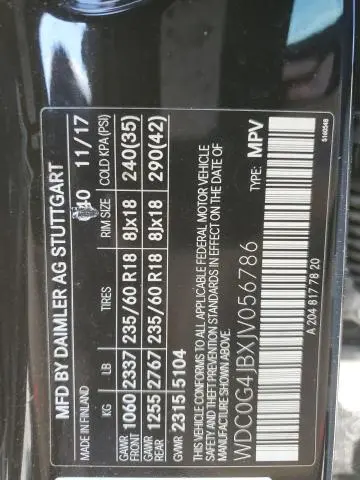 MFD BY DAIMLER AG STUTTGART
MADE IN FINLAND 40 11/17
KG LB TIRES RIM SIZE COLD KPA (PSI)
GAWR FRONT 1060 2337 235/60 R18 8Jx18 240(35)
GAWR REAR 1255 2767 235/60 R18 8Jx18 290(42)
GVWR 2315 5104
THIS VEHICLE CONFORMS TO ALL APPLICABLE FEDERAL MOTOR VEHICLE
SAFETY AND THEFT PREVENTION STANDARDS IN EFFECT ON THE DATE OF
MANUFACTURE SHOWN ABOVE.
WDC0G4JBXJV056786 TYPE: MPV
A 204 817 78 20